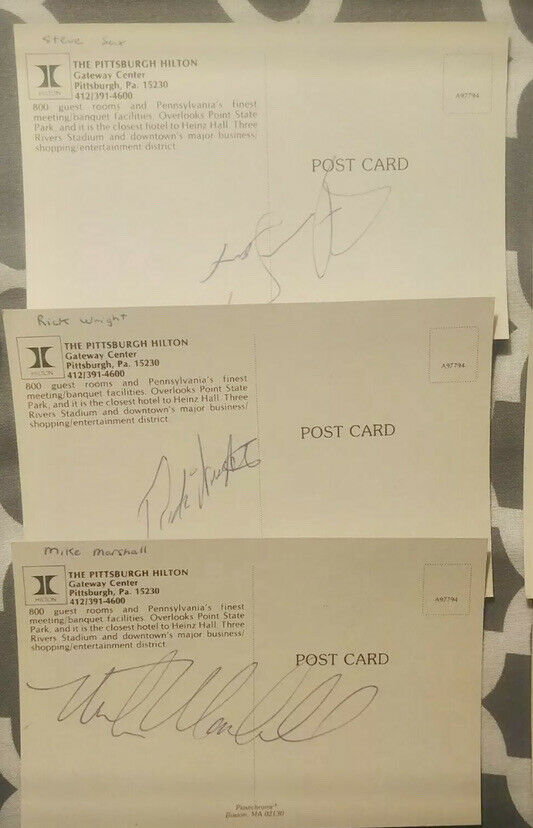 Steve Sax
HILTON
THE PITTSBURGH HILTON
Gateway Center
Pittsburgh, Pa. 15230
412/391-4600
800 guest rooms and Pennsylvania's finest
meeting/banquet facilities. Overlooks Point State
Park, and it is the closest hotel to Heinz Hall. Three
Rivers Stadium and downtown's major business/
shopping/entertainment district.
A97794
POST CARD
Rick Wright
HILTON
THE PITTSBURGH HILTON
Gateway Center
Pittsburgh, Pa. 15230
412/391-4600
800 guest rooms and Pennsylvania's finest
meeting/banquet facilities. Overlooks Point State
Park, and it is the closest hotel to Heinz Hall. Three
Rivers Stadium and downtown's major business/
shopping/entertainment district.
A97794
POST CARD
Rick Wright
Mike Marshall
HILTON
THE PITTSBURGH HILTON
Gateway Center
Pittsburgh, Pa. 15230
412/391-4600
800 guest rooms and Pennsylvania's finest
meeting/banquet facilities. Overlooks Point State
Park, and it is the closest hotel to Heinz Hall. Three
Rivers Stadium and downtown's major business/
shopping/entertainment district.
A97794
POST CARD
Mike Marshall
Plastichrome®
Boston, MA 02130